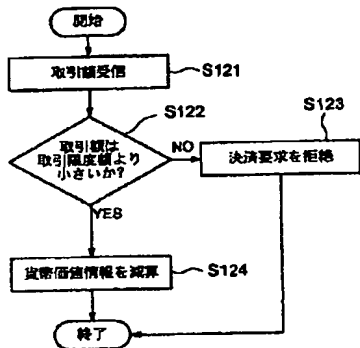 開始
取引額受信
S121
S122
取引額は
取引限度額より
小さいか?
NO
S123
決済要求を拒絶
YES
貨幣価値情報を減算
S124
終了